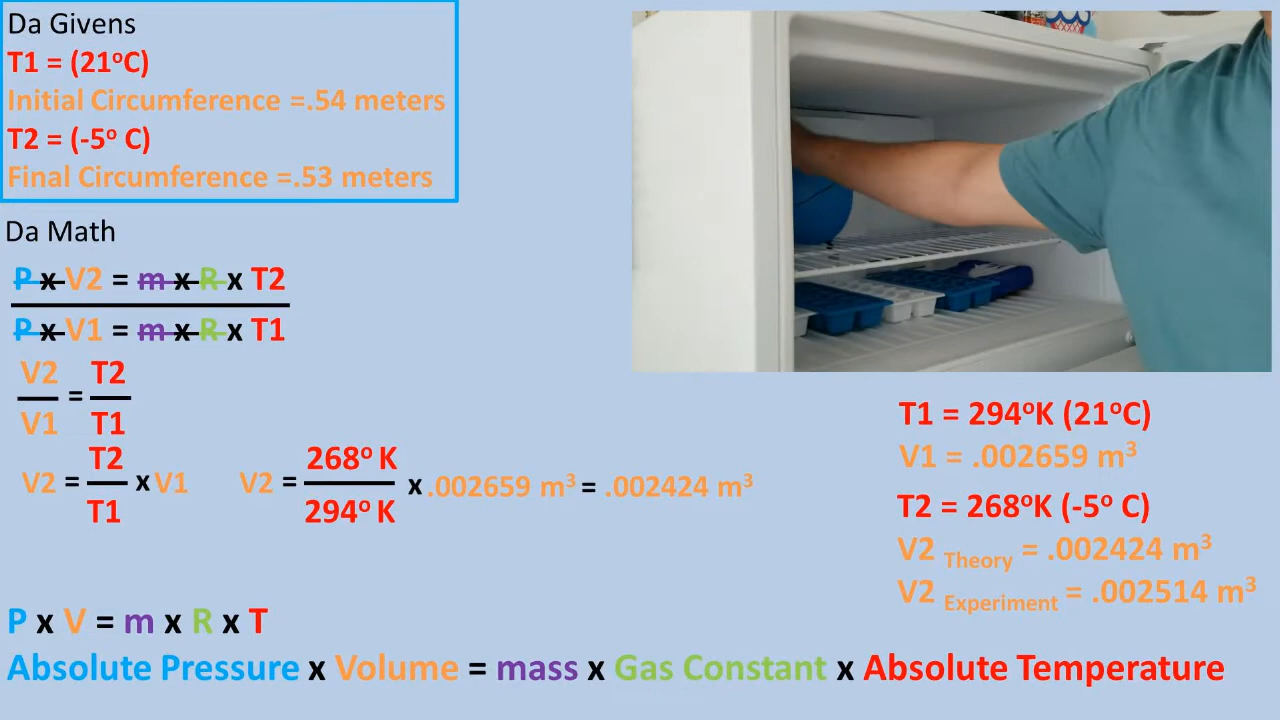 Da Givens
T1 = (21°C)
Initial Circumference =.54 meters
T2 = (-5° C)
Final Circumference =.53 meters
Da Math
P x V2 = m x R x T2
P x V1 = m x R x T1
V2 = T2
V1 T1
V2 = T2 x V1
T1
V2 = 268° K x .002659 m³ = .002424 m³
294° K
T1 = 294°K (21°C)
V1 = .002659 m³
T2 = 268°K (-5° C)
V2 Theory = .002424 m³
V2 Experiment = .002514 m³
P x V = m x R x T
Absolute Pressure x Volume = mass x Gas Constant x Absolute Temperature